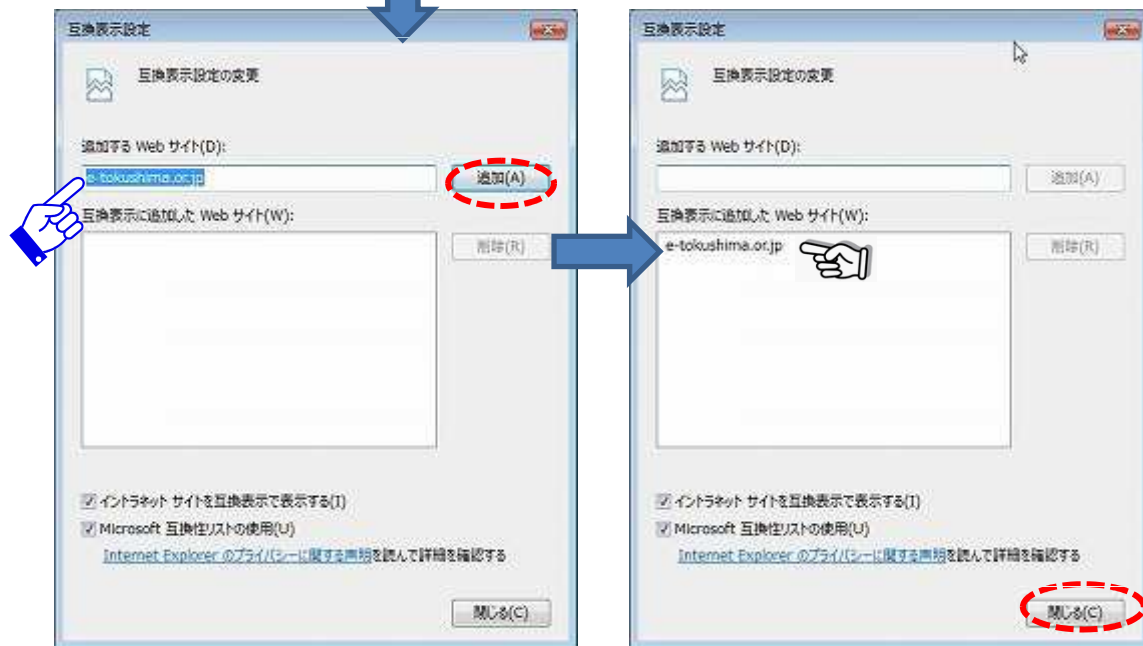 互換表示設定
互換表示設定の変更
追加する Web サイト(D):
e-tokushima.or.jp
追加(A)
互換表示に追加した Web サイト(W):
削除(R)
イントラネット サイトを互換表示で表示する(I)
Microsoft 互換性リストの使用(U)
Internet Explorer のプライバシーに関する声明を読んで詳細を確認する
閉じる(C)
互換表示設定
互換表示設定の変更
追加する Web サイト(D):
追加(A)
互換表示に追加した Web サイト(W):
e-tokushima.or.jp
削除(R)
イントラネット サイトを互換表示で表示する(I)
Microsoft 互換性リストの使用(U)
Internet Explorer のプライバシーに関する声明を読んで詳細を確認する
閉じる(C)